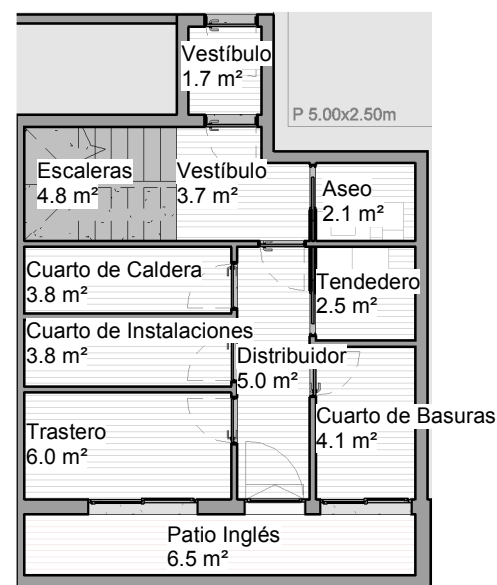 Vestíbulo
1.7 m²
P 5.00x2.50m
Escaleras
4.8 m²
Vestíbulo
3.7 m²
Aseo
2.1 m²
Cuarto de Caldera
3.8 m²
Tendedero
2.5 m²
Cuarto de Instalaciones
3.8 m²
Distribuidor
5.0 m²
Trastero
6.0 m²
Cuarto de Basuras
4.1 m²
Patio Inglés
6.5 m²